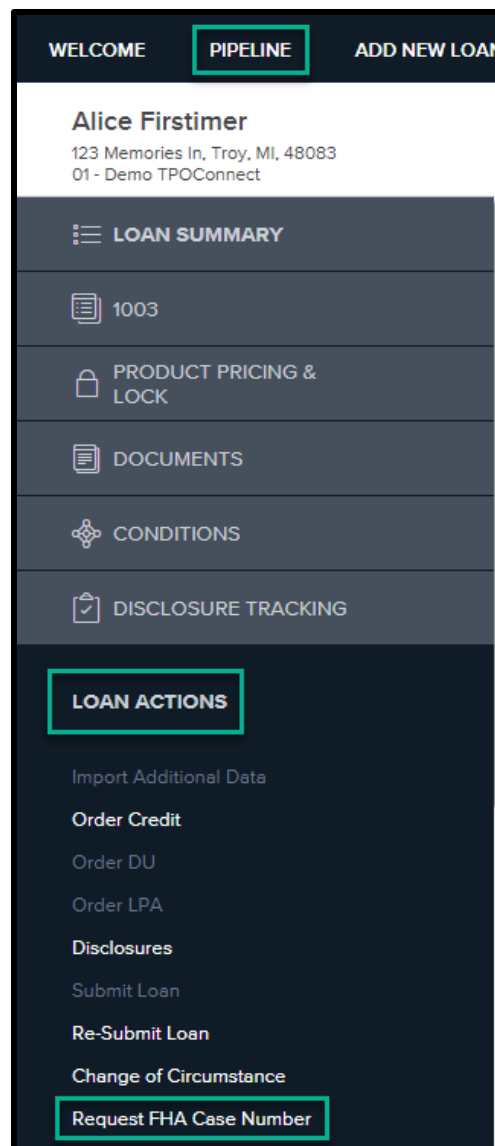 WELCOME PIPELINE ADD NEW LOAN
Alice Firstimer
123 Memories ln, Troy, MI, 48083
01 - Demo TPOConnect
LOAN SUMMARY
1003
PRODUCT PRICING &
LOCK
DOCUMENTS
CONDITIONS
DISCLOSURE TRACKING
LOAN ACTIONS
Import Additional Data
Order Credit
Order DU
Order LPA
Disclosures
Submit Loan
Re-Submit Loan
Change of Circumstance
Request FHA Case Number